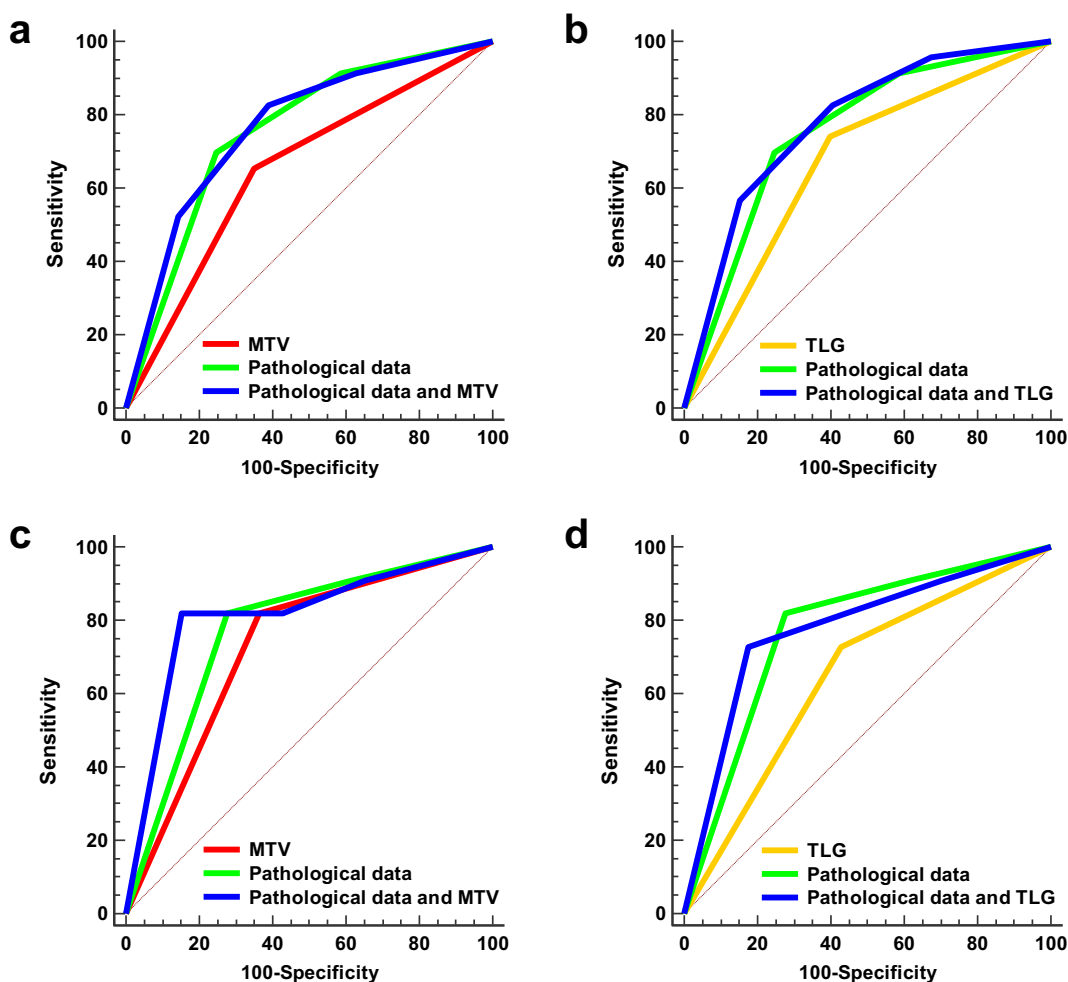 a
100
80
60
40
20
0
Sensitivity
MTV
Pathological data
Pathological data and MTV
0 20 40 60 80 100
100-Specificity
b
100
80
60
40
20
0
Sensitivity
TLG
Pathological data
Pathological data and TLG
0 20 40 60 80 100
100-Specificity
c
100
80
60
40
20
0
Sensitivity
MTV
Pathological data
Pathological data and MTV
0 20 40 60 80 100
100-Specificity
d
100
80
60
40
20
0
Sensitivity
TLG
Pathological data
Pathological data and TLG
0 20 40 60 80 100
100-Specificity